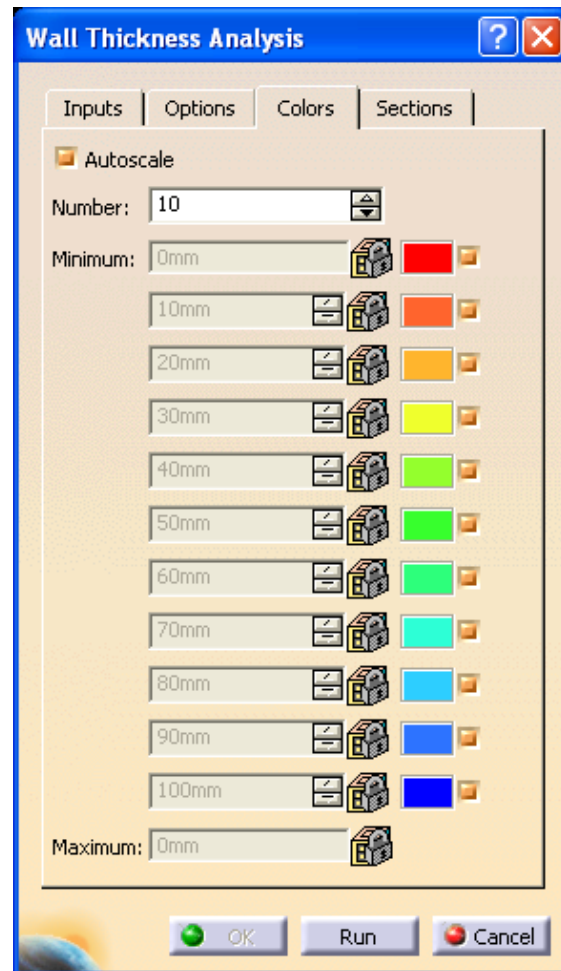 Wall Thickness Analysis
?
X
Inputs Options Colors Sections
Autoscale
Number: 10
Minimum: 0mm
10mm
20mm
30mm
40mm
50mm
60mm
70mm
80mm
90mm
100mm
Maximum: 0mm
OK Run Cancel